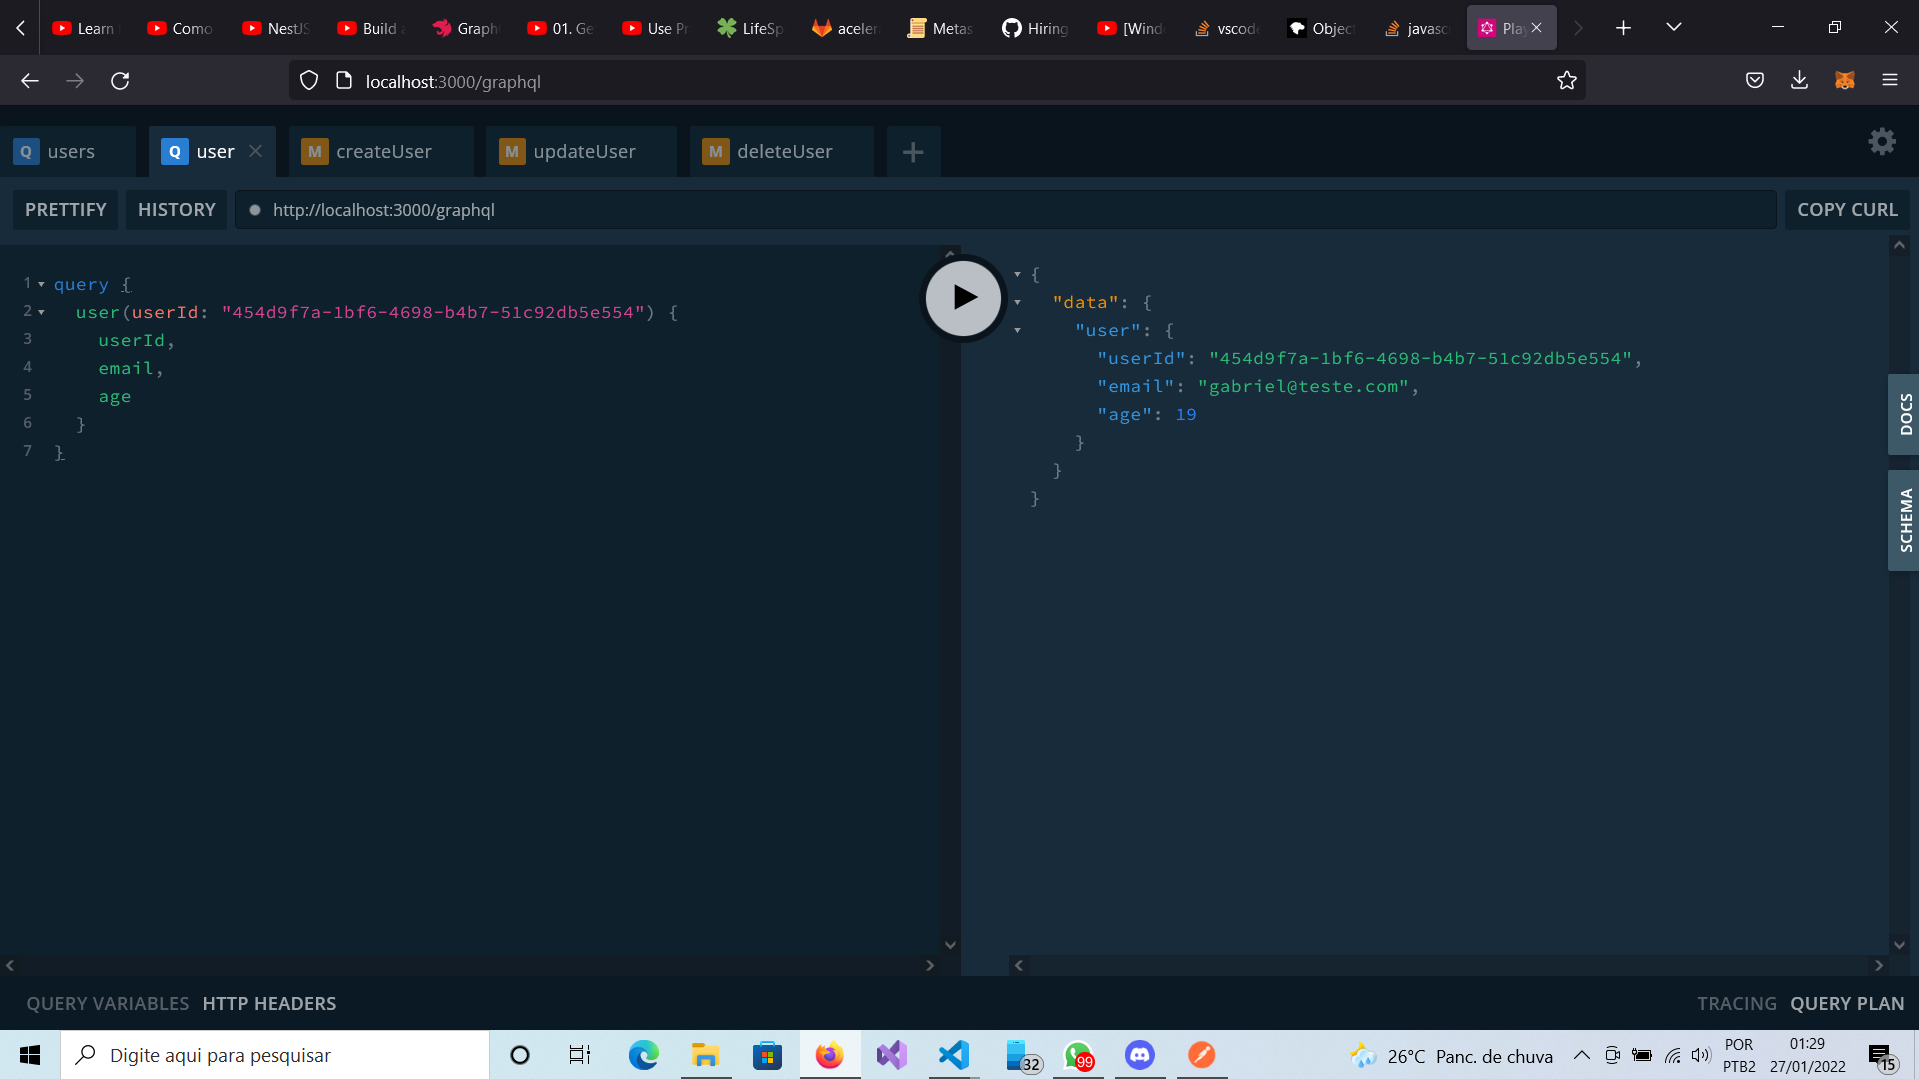 Learn
Como
NestJS
Build a
Graph
01. Ge
Use Pr
LifeSp
aceler
Metas
Hiring
[Wind
vscode
Object
javasc
Play
localhost:3000/graphql
Q users
Q user
M createUser
M updateUser
M deleteUser
PRETTIFY
HISTORY
http://localhost:3000/graphql
COPY CURL
1 query {
2 user(userId: "454d9f7a-1bf6-4698-b4b7-51c92db5e554") {
3 userId,
4 email,
5 age
6 }
7 }
{
"data": {
"user": {
"userId": "454d9f7a-1bf6-4698-b4b7-51c92db5e554",
"email": "gabriel@teste.com",
"age": 19
}
}
}
DOCS
SCHEMA
QUERY VARIABLES
HTTP HEADERS
TRACING
QUERY PLAN
Digite aqui para pesquisar
32
99
26°C Panc. de chuva
POR
PTB2
01:29
27/01/2022
15